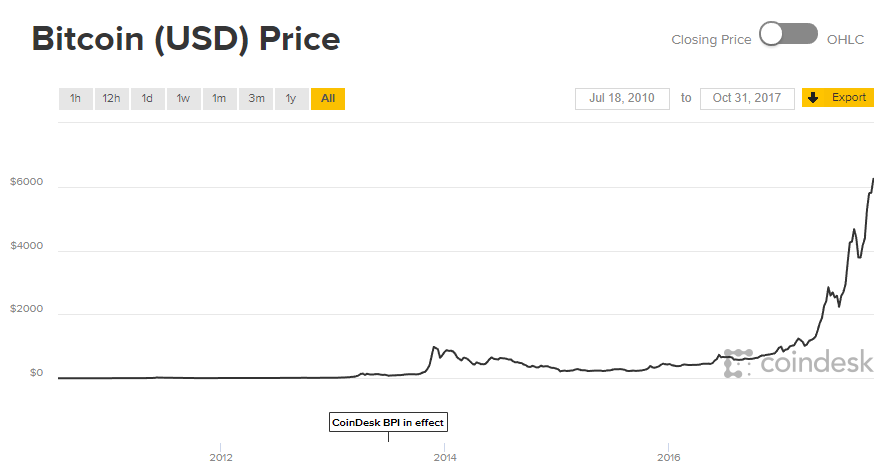 Bitcoin (USD) Price
Closing Price OHLC
1h 12h 1d 1w 1m 3m 1y All
Jul 18, 2010 to Oct 31, 2017 Export
$6000
$4000
$2000
$0
coindesk
CoinDesk BPI in effect
2012 2014 2016